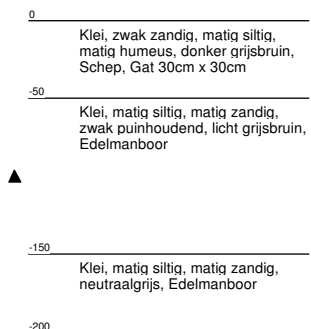 0
Klei, zwak zandig, matig siltig,
matig humeus, donker grijsbruin,
Schep, Gat 30cm x 30cm
-50
Klei, matig siltig, matig zandig,
zwak puinhoudend, licht grijsbruin,
Edelmanboor
-150
Klei, matig siltig, matig zandig,
neutraalgrijs, Edelmanboor
-200